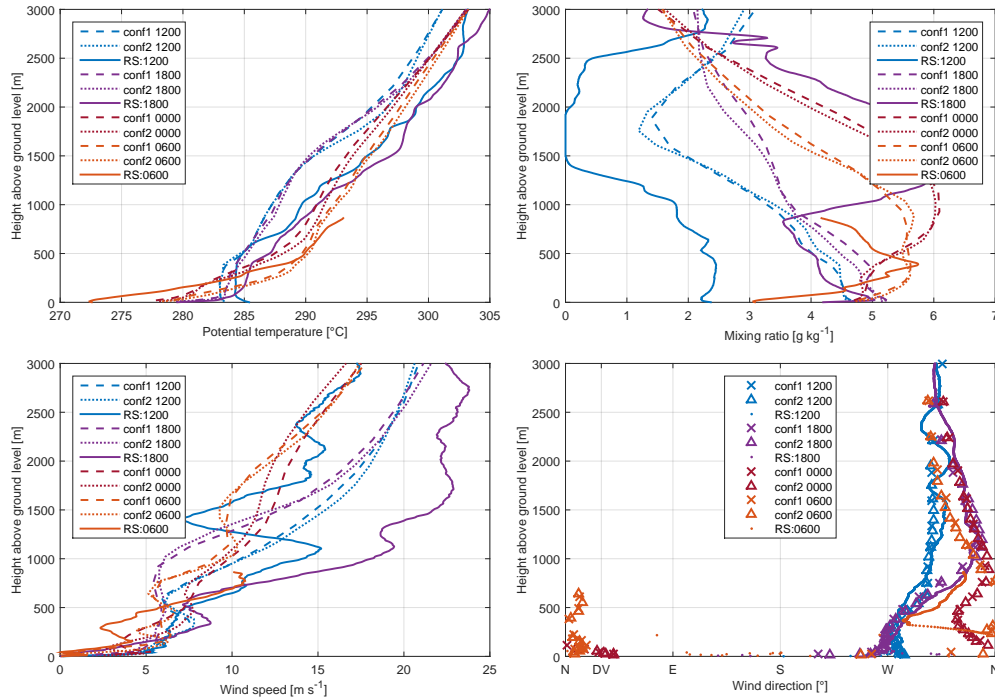 3000
2500
2000
1500
1000
500
0
Height above ground level [m]
conf1 1200
conf2 1200
RS:1200
conf1 1800
conf2 1800
RS:1800
conf1 0000
conf2 0000
conf1 0600
conf2 0600
RS:0600
270 275 280 285 290 295 300 305
Potential temperature [°C]
3000
2500
2000
1500
1000
500
0
Height above ground level [m]
conf1 1200
conf2 1200
RS:1200
conf1 1800
conf2 1800
RS:1800
conf1 0000
conf2 0000
conf1 0600
conf2 0600
RS:0600
0 1 2 3 4 5 6 7
Mixing ratio [g kg⁻¹]
3000
2500
2000
1500
1000
500
0
Height above ground level [m]
conf1 1200
conf2 1200
RS:1200
conf1 1800
conf2 1800
RS:1800
conf1 0000
conf2 0000
conf1 0600
conf2 0600
RS:0600
0 5 10 15 20 25
Wind speed [m s⁻¹]
3000
2500
2000
1500
1000
500
0
Height above ground level [m]
conf1 1200
conf2 1200
RS:1200
conf1 1800
conf2 1800
RS:1800
conf1 0000
conf2 0000
conf1 0600
conf2 0600
RS:0600
N DV E S W N
Wind direction [°]